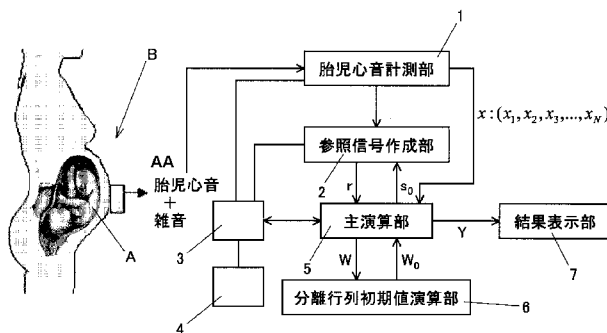 1
胎児心音計測部
B
x:(x₁,x₂,x₃,...,x_N)
AA
胎児心音
+
雑音
参照信号作成部
2
r
s₀
A
3
主演算部
5
Y
結果表示部
7
W
W₀
4
分離行列初期値演算部
6